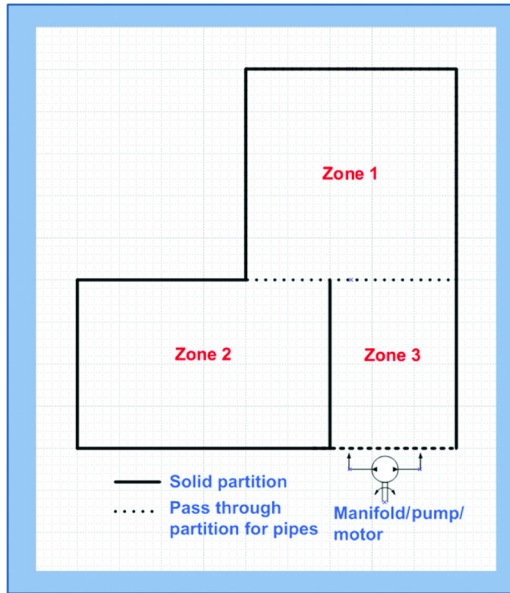 Zone 1
Zone 2
Zone 3
Solid partition
Pass through
partition for pipes
Manifold/pump/
motor